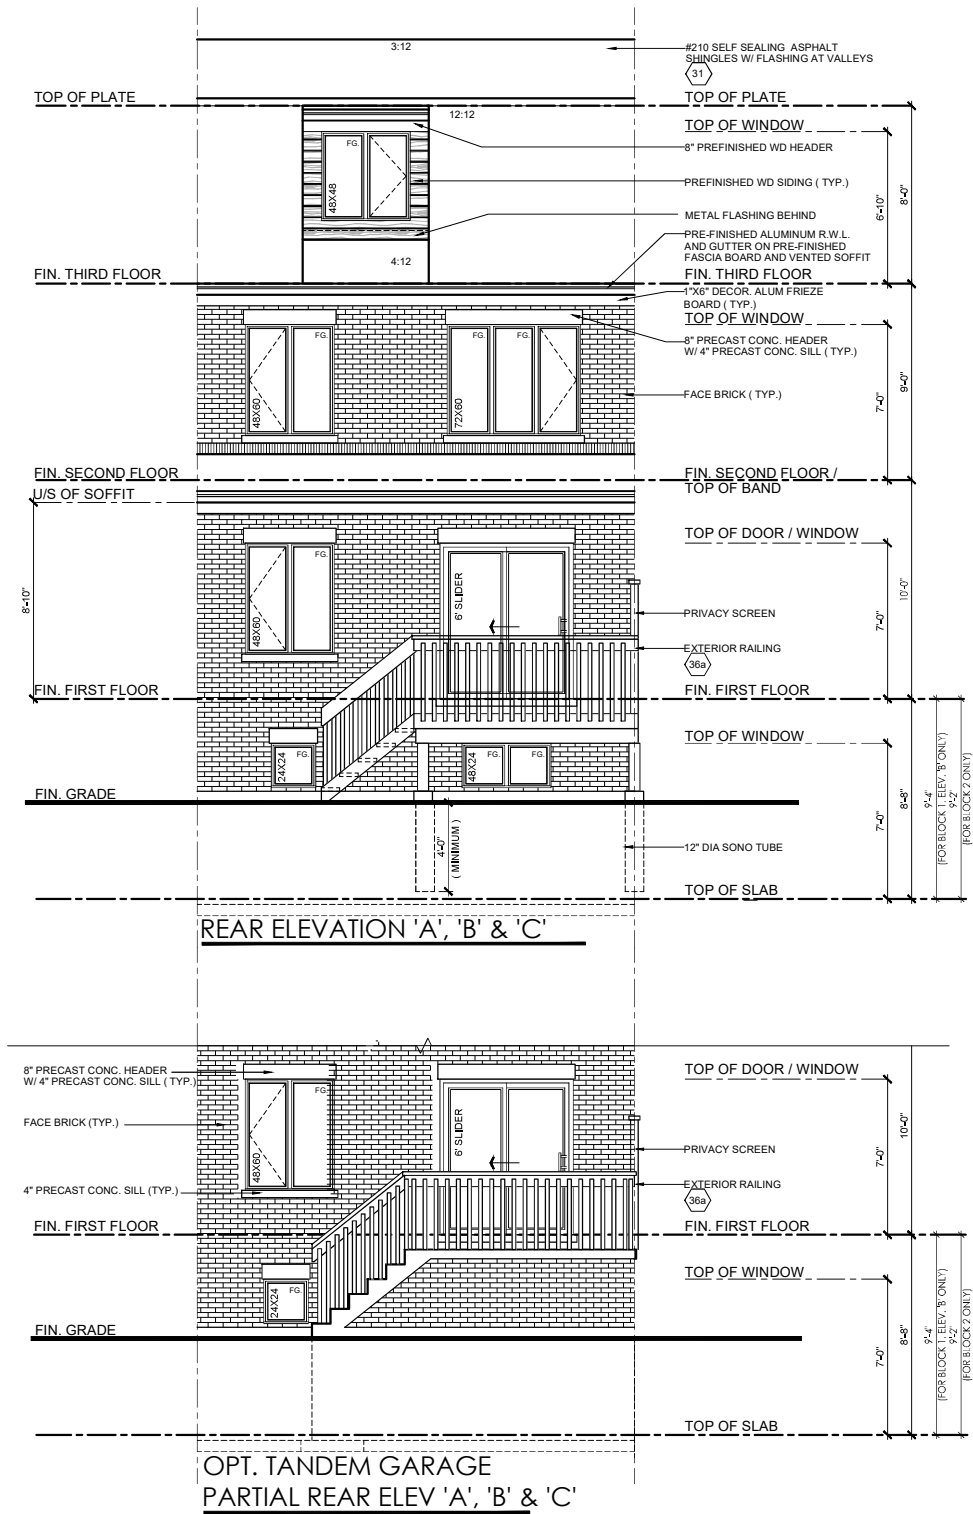 3:12
#210 SELF SEALING ASPHALT
SHINGLES W/ FLASHING AT VALLEYS
31
TOP OF PLATE
TOP OF PLATE
12:12
TOP OF WINDOW
FG.
8" PREFINISHED WD HEADER
48X48
PREFINISHED WD SIDING ( TYP.)
6'-10"
8'-0"
METAL FLASHING BEHIND
PRE-FINISHED ALUMINUM R.W.L.
AND GUTTER ON PRE-FINISHED
FASCIA BOARD AND VENTED SOFFIT
4:12
FIN. THIRD FLOOR
FIN. THIRD FLOOR
1"X6" DECOR. ALUM FRIEZE
BOARD ( TYP.)
TOP OF WINDOW
FG.
FG.
FG.
8" PRECAST CONC. HEADER
W/ 4" PRECAST CONC. SILL ( TYP.)
48X60
72X60
FACE BRICK ( TYP.)
7'-0"
9'-0"
FIN. SECOND FLOOR
FIN. SECOND FLOOR /
TOP OF BAND
U/S OF SOFFIT
TOP OF DOOR / WINDOW
FG.
8'-10"
48X60
6' SLIDER
10'-0"
PRIVACY SCREEN
7'-0"
EXTERIOR RAILING
36a
FIN. FIRST FLOOR
FIN. FIRST FLOOR
TOP OF WINDOW
24X24
FG.
48X24
FG.
FG.
FIN. GRADE
7'-0"
8'-8"
9'-4"
(FOR BLOCK 1, ELEV. 'B' ONLY)
9'-2"
(FOR BLOCK 2 ONLY)
4'-0"
( MINIMUM )
12" DIA SONO TUBE
TOP OF SLAB
REAR ELEVATION 'A', 'B' & 'C'
8" PRECAST CONC. HEADER
W/ 4" PRECAST CONC. SILL ( TYP.)
TOP OF DOOR / WINDOW
FG.
FACE BRICK (TYP.)
48X60
6' SLIDER
10'-0"
7'-0"
PRIVACY SCREEN
4" PRECAST CONC. SILL (TYP.)
EXTERIOR RAILING
36a
FIN. FIRST FLOOR
FIN. FIRST FLOOR
TOP OF WINDOW
24X24
FG.
FIN. GRADE
7'-0"
8'-8"
9'-4"
(FOR BLOCK 1, ELEV. 'B' ONLY)
9'-2"
(FOR BLOCK 2 ONLY)
TOP OF SLAB
OPT. TANDEM GARAGE
PARTIAL REAR ELEV 'A', 'B' & 'C'